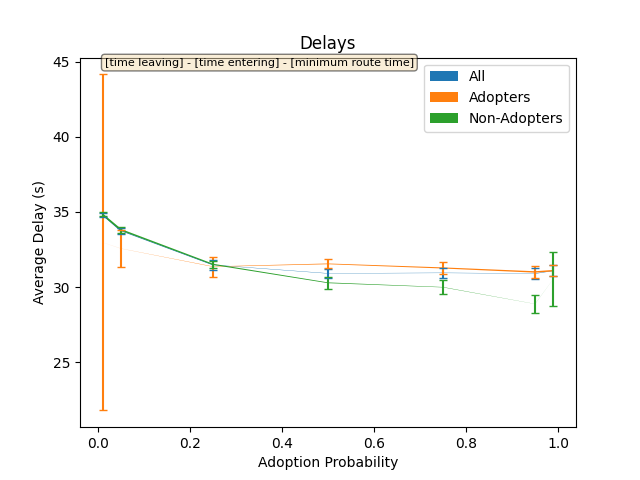 Delays
[time leaving] - [time entering] - [minimum route time]
All
Adopters
Non-Adopters
Average Delay (s)
45
40
35
30
25
0.0 0.2 0.4 0.6 0.8 1.0
Adoption Probability